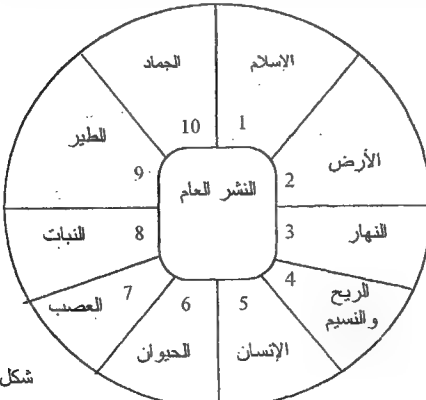 الإسلام
1
الأرض
2
النهار
3
الريح
والنسيم
4
الإنسان
5
الحيوان
6
العصب
7
النبات
8
الطير
9
الجماد
10
النشر العام
شكل